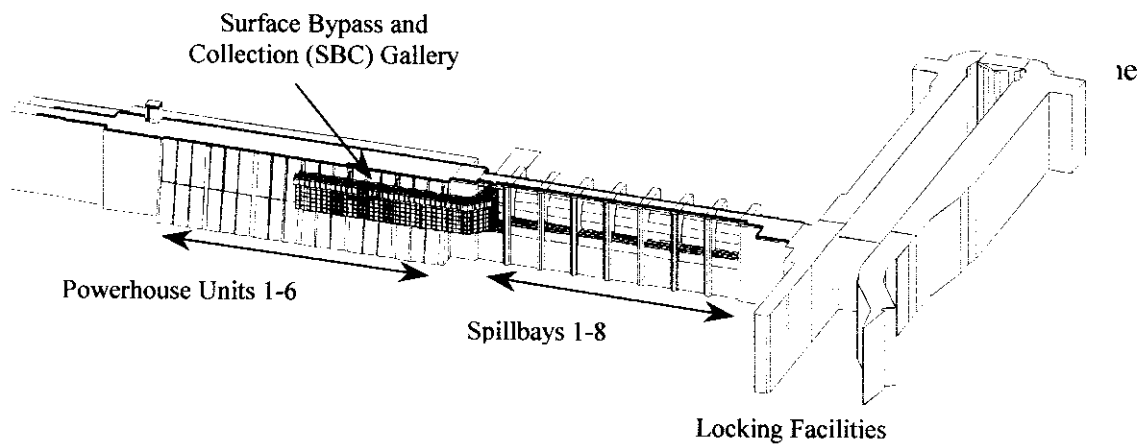 Surface Bypass and
Collection (SBC) Gallery
Powerhouse Units 1-6
Spillbays 1-8
Locking Facilities